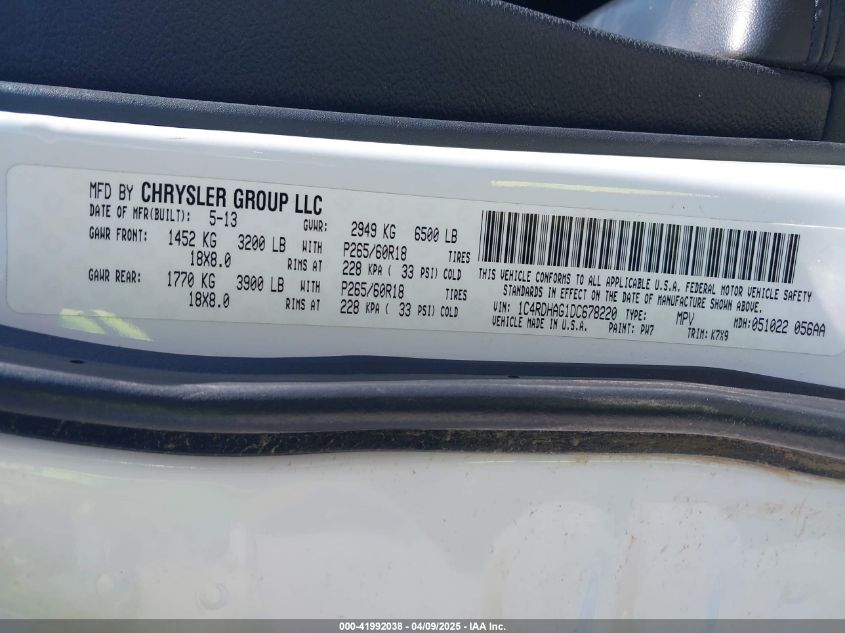 MFD BY CHRYSLER GROUP LLC
DATE OF MFR(BUILT): 5-13 GVWR: 2949 KG 6500 LB
GAWR FRONT: 1452 KG 3200 LB WITH P265/60R18 TIRES
18X8.0 RIMS AT 228 KPA ( 33 PSI) COLD
GAWR REAR: 1770 KG 3900 LB WITH P265/60R18 TIRES
18X8.0 RIMS AT 228 KPA ( 33 PSI) COLD
THIS VEHICLE CONFORMS TO ALL APPLICABLE U.S.A. FEDERAL MOTOR VEHICLE SAFETY
STANDARDS IN EFFECT ON THE DATE OF MANUFACTURE SHOWN ABOVE.
VIN: 1C4RDHAG1DC678220 TYPE: MPV MDH: 051022 056AA
VEHICLE MADE IN U.S.A. PAINT: PW7 TRIM: K7X9
000-41992038 - 04/09/2025 - IAA Inc.